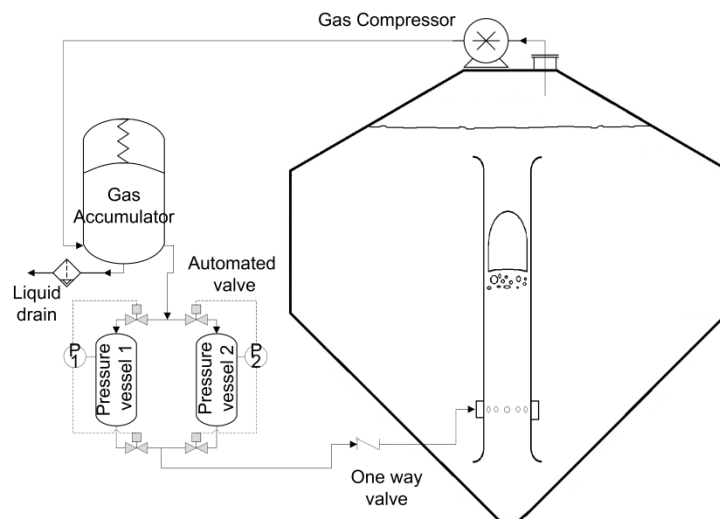 Gas Compressor
Gas
Accumulator
Automated
valve
Liquid
drain
P
1
Pressure
vessel 1
Pressure
vessel 2
P
2
One way
valve